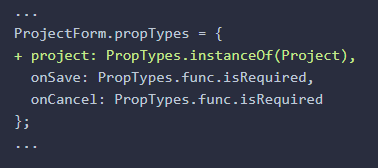 ...
ProjectForm.propTypes = {
+ project: PropTypes.instanceOf(Project),
  onSave: PropTypes.func.isRequired,
  onCancel: PropTypes.func.isRequired
};
...